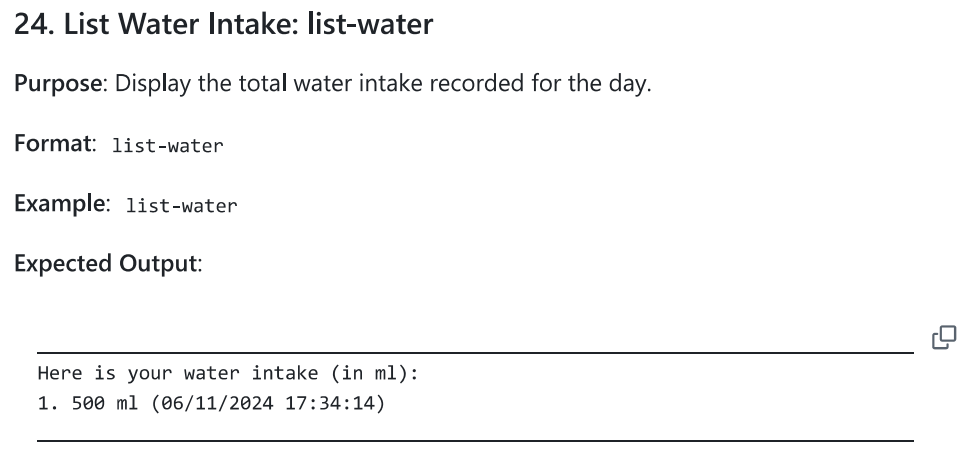 24. List Water Intake: list-water
Purpose: Display the total water intake recorded for the day.
Format: list-water
Example: list-water
Expected Output:
Here is your water intake (in ml):
1. 500 ml (06/11/2024 17:34:14)